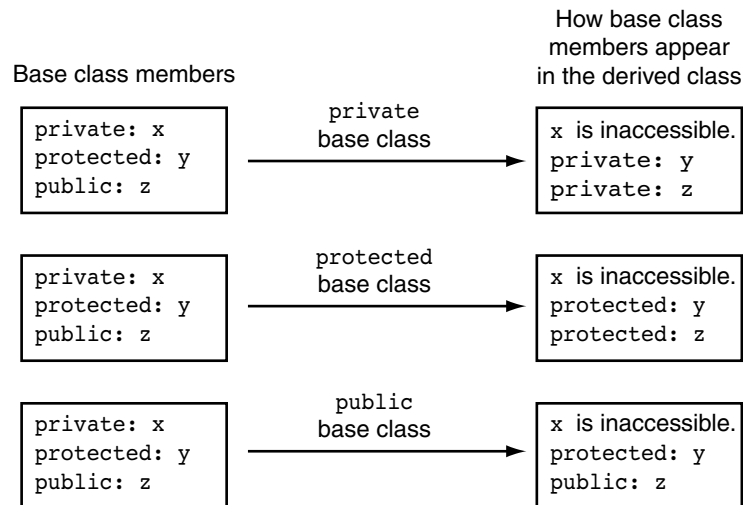 Base class members
How base class
members appear
in the derived class
private: x
protected: y
public: z
private
base class
x is inaccessible.
private: y
private: z
private: x
protected: y
public: z
protected
base class
x is inaccessible.
protected: y
protected: z
private: x
protected: y
public: z
public
base class
x is inaccessible.
protected: y
public: z